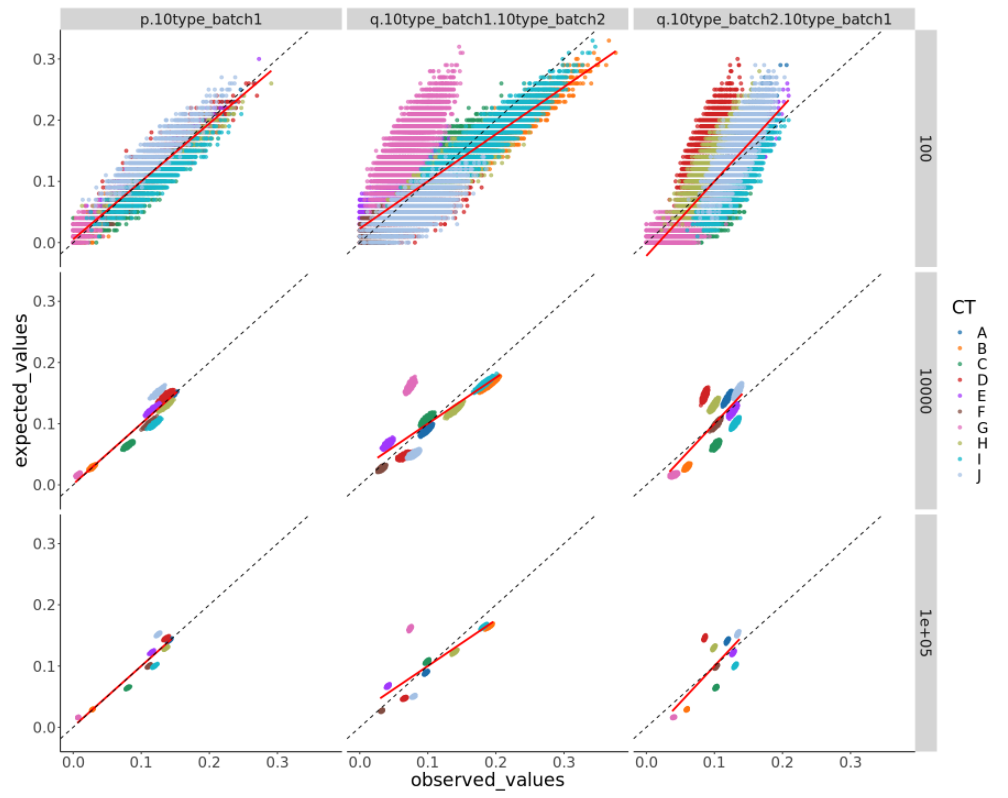 p.10type_batch1 q.10type_batch1.10type_batch2 q.10type_batch2.10type_batch1
0.3
0.2
0.1
0.0
100
0.3
0.2
0.1
0.0
10000
0.3
0.2
0.1
0.0
1e+05
expected_values
0.0 0.1 0.2 0.3 0.0 0.1 0.2 0.3 0.0 0.1 0.2 0.3
observed_values
CT
A
B
C
D
E
F
G
H
I
J